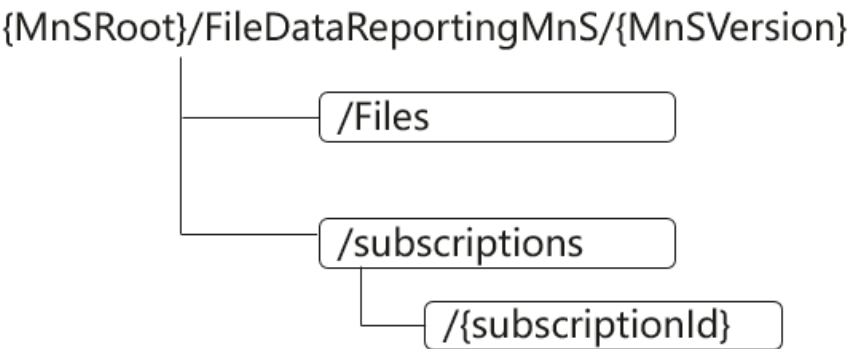 {MnSRoot}/FileDataReportingMnS/{MnSVersion}
/Files
/subscriptions
/{subscriptionId}